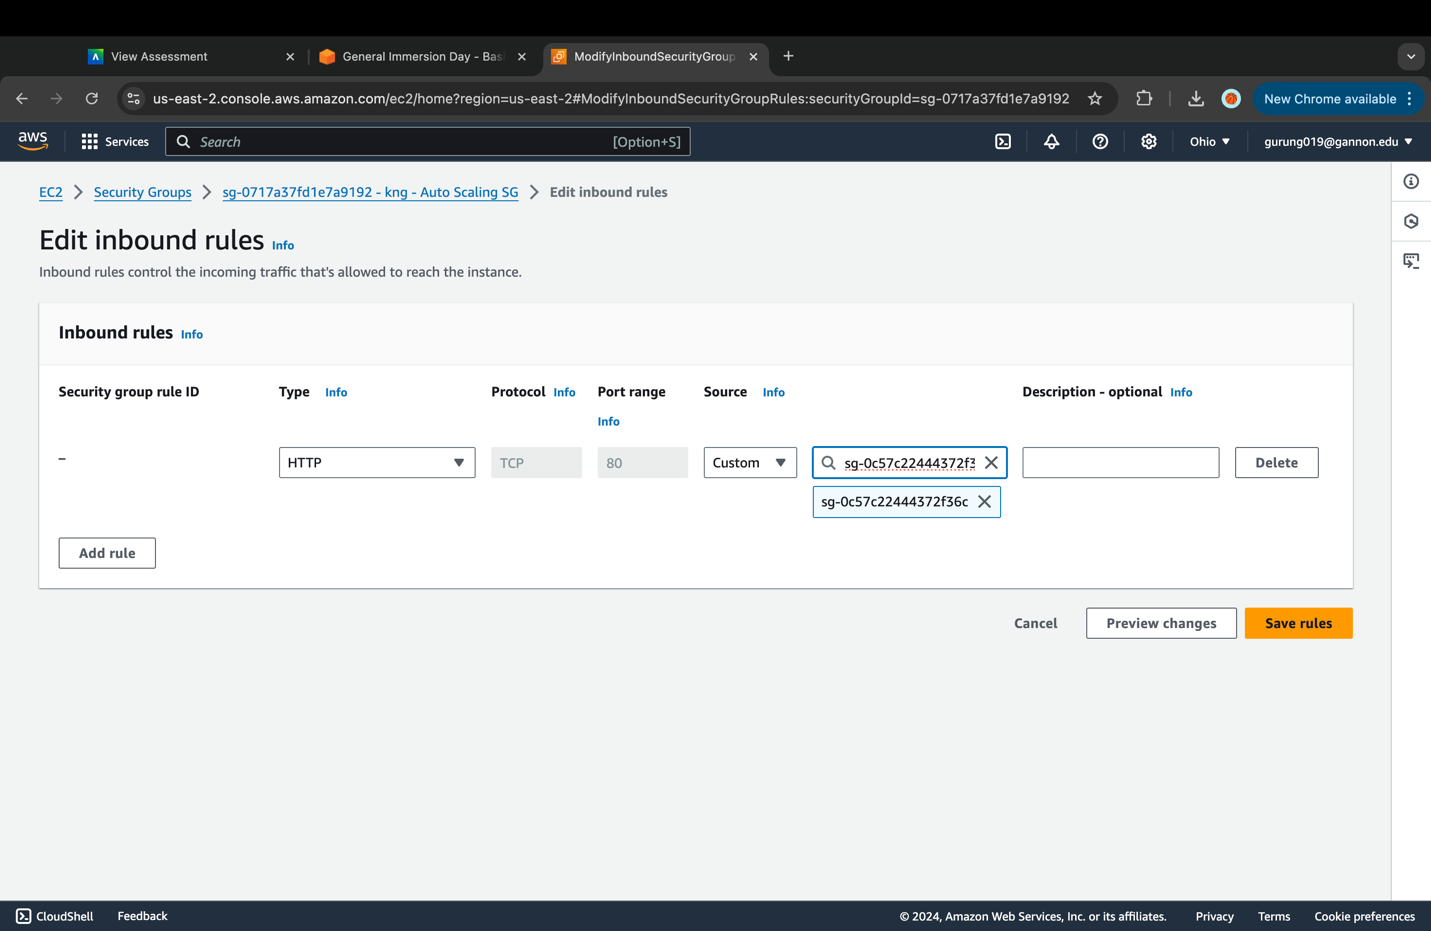 View Assessment
General Immersion Day - Bas
ModifyInboundSecurityGroup
us-east-2.console.aws.amazon.com/ec2/home?region=us-east-2#ModifyInboundSecurityGroupRules:securityGroupId=sg-0717a37fd1e7a9192
New Chrome available
aws
Services
Search
[Option+S]
Ohio
gurung019@gannon.edu
EC2
Security Groups
sg-0717a37fd1e7a9192 - kng - Auto Scaling SG
Edit inbound rules
Edit inbound rules Info
Inbound rules control the incoming traffic that's allowed to reach the instance.
Inbound rules Info
Security group rule ID
Type Info
Protocol Info
Port range
Info
Source Info
Description - optional Info
–
HTTP
TCP
80
Custom
sg-0c57c22444372f3
Delete
sg-0c57c22444372f36c
Add rule
Cancel
Preview changes
Save rules
CloudShell
Feedback
© 2024, Amazon Web Services, Inc. or its affiliates.
Privacy
Terms
Cookie preferences